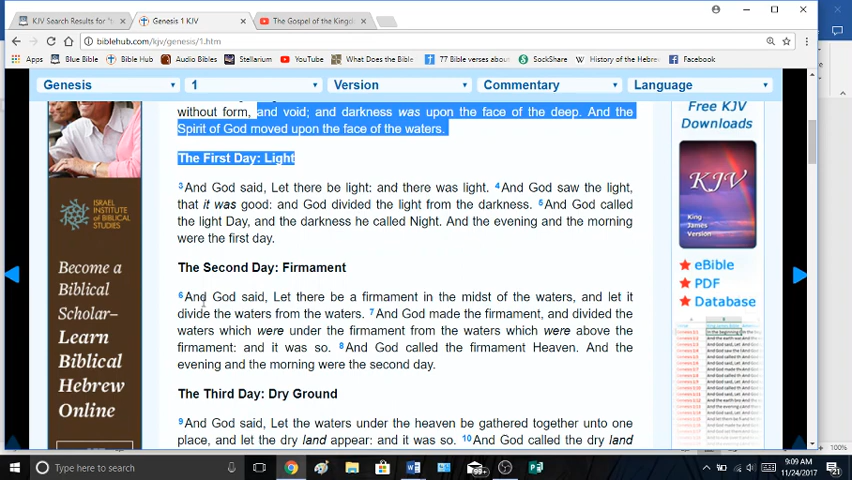 KJV Search Results for "s
Genesis 1 KJV
The Gospel of the Kingd
biblehub.com/kjv/genesis/1.htm
Apps
Blue Bible
Bible Hub
Audio Bibles
Stellarium
YouTube
What Does the Bible
77 Bible verses about
SockShare
History of the Hebre
Facebook
Genesis
1
Version
Commentary
Language
without form, and void; and darkness was upon the face of the deep. And the
Spirit of God moved upon the face of the waters.
The First Day: Light
3And God said, Let there be light: and there was light. 4And God saw the light,
that it was good: and God divided the light from the darkness. 5And God called
the light Day, and the darkness he called Night. And the evening and the morning
were the first day.
The Second Day: Firmament
6And God said, Let there be a firmament in the midst of the waters, and let it
divide the waters from the waters. 7And God made the firmament, and divided the
waters which were under the firmament from the waters which were above the
firmament: and it was so. 8And God called the firmament Heaven. And the
evening and the morning were the second day.
The Third Day: Dry Ground
9And God said, Let the waters under the heaven be gathered together unto one
place, and let the dry land appear: and it was so. 10And God called the dry land
ISRAEL
INSTITUTE
OF BIBLICAL
STUDIES
Become a
Biblical
Scholar–
Learn
Biblical
Hebrew
Online
Free KJV
Downloads
KJV
King
James
Version
eBible
PDF
Database
100%
Type here to search
99+
9:09 AM
11/24/2017